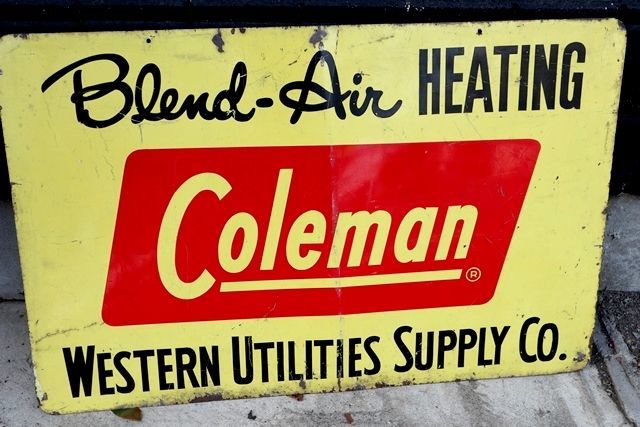 Blend-Air HEATING
Coleman ®
WESTERN UTILITIES SUPPLY CO.